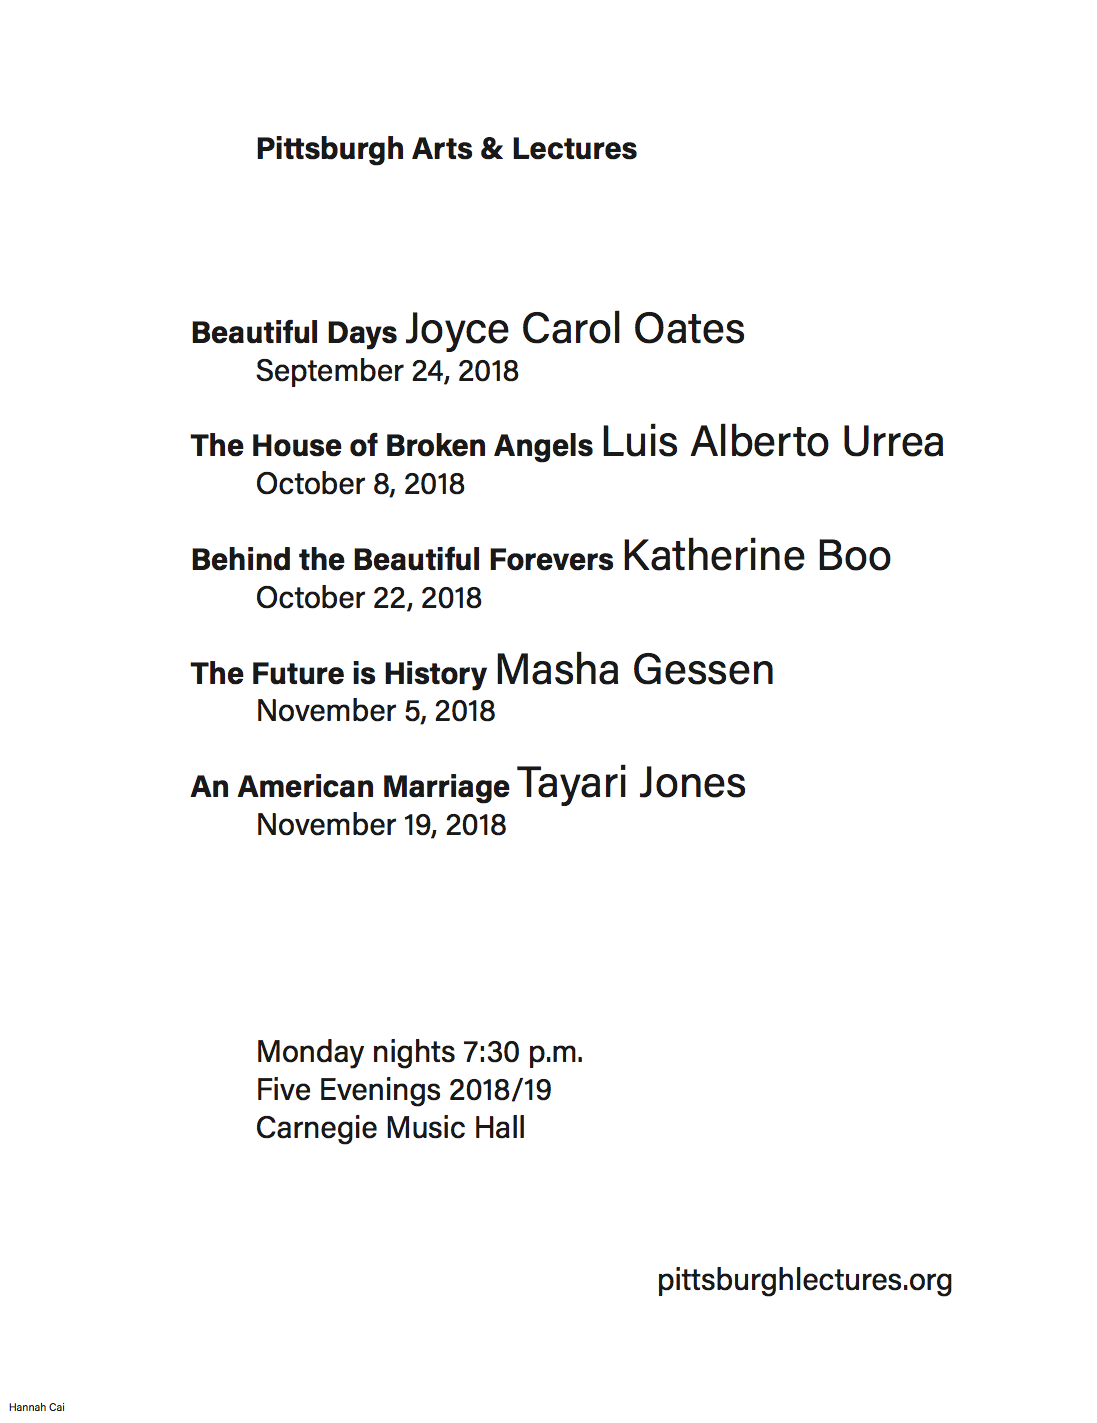 Pittsburgh Arts & Lectures
Beautiful Days Joyce Carol Oates
September 24, 2018
The House of Broken Angels Luis Alberto Urrea
October 8, 2018
Behind the Beautiful Forevers Katherine Boo
October 22, 2018
The Future is History Masha Gessen
November 5, 2018
An American Marriage Tayari Jones
November 19, 2018
Monday nights 7:30 p.m.
Five Evenings 2018/19
Carnegie Music Hall
pittsburghlectures.org
Hannah Cai